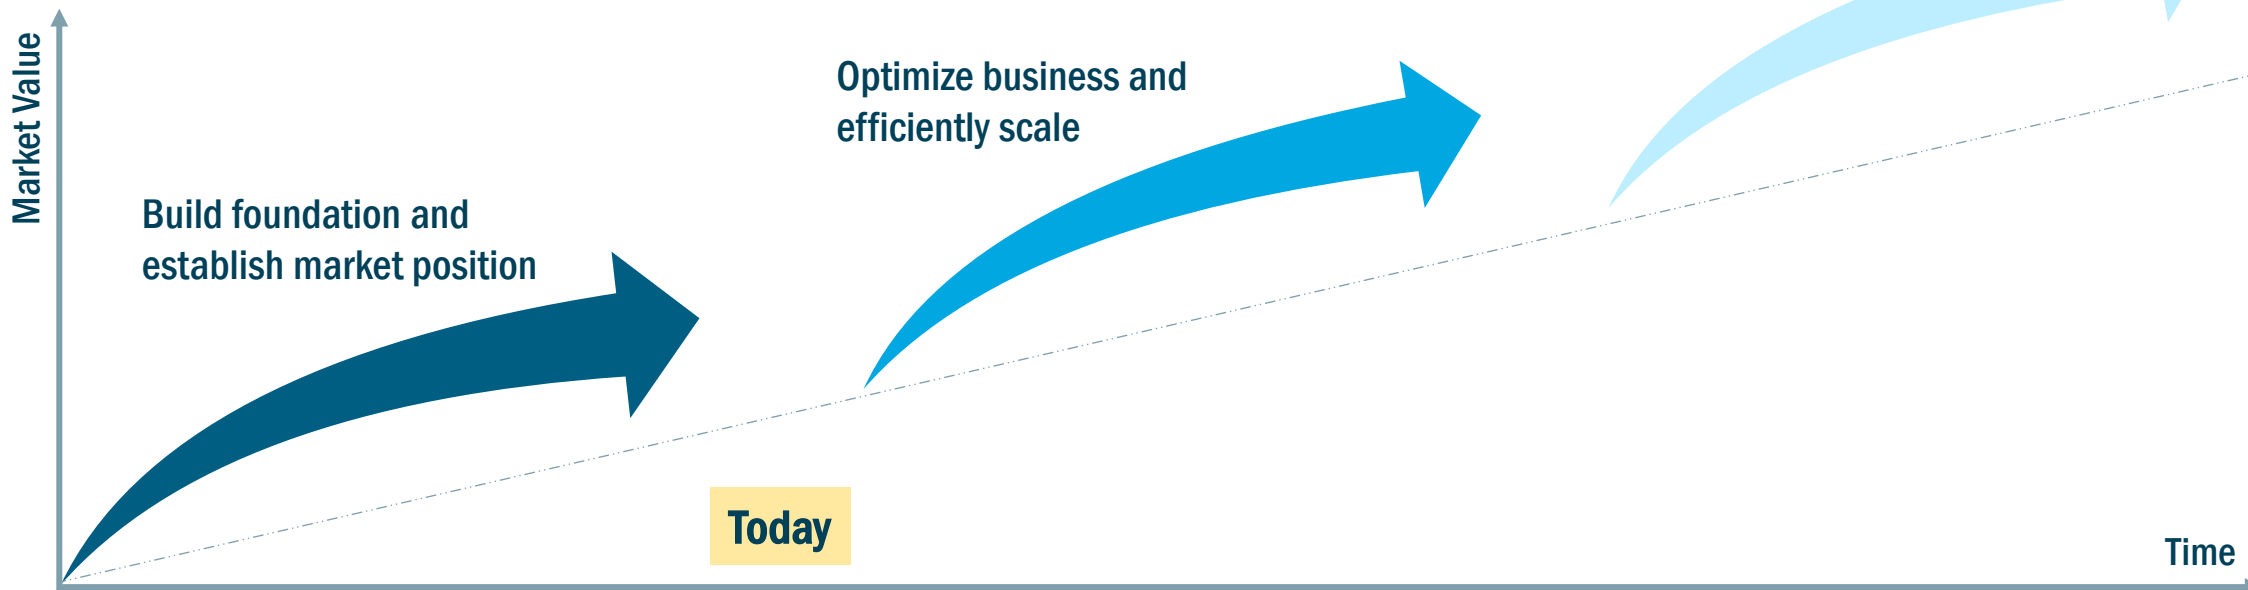 Market Value
Optimize business and
efficiently scale
Build foundation and
establish market position
Today
Time